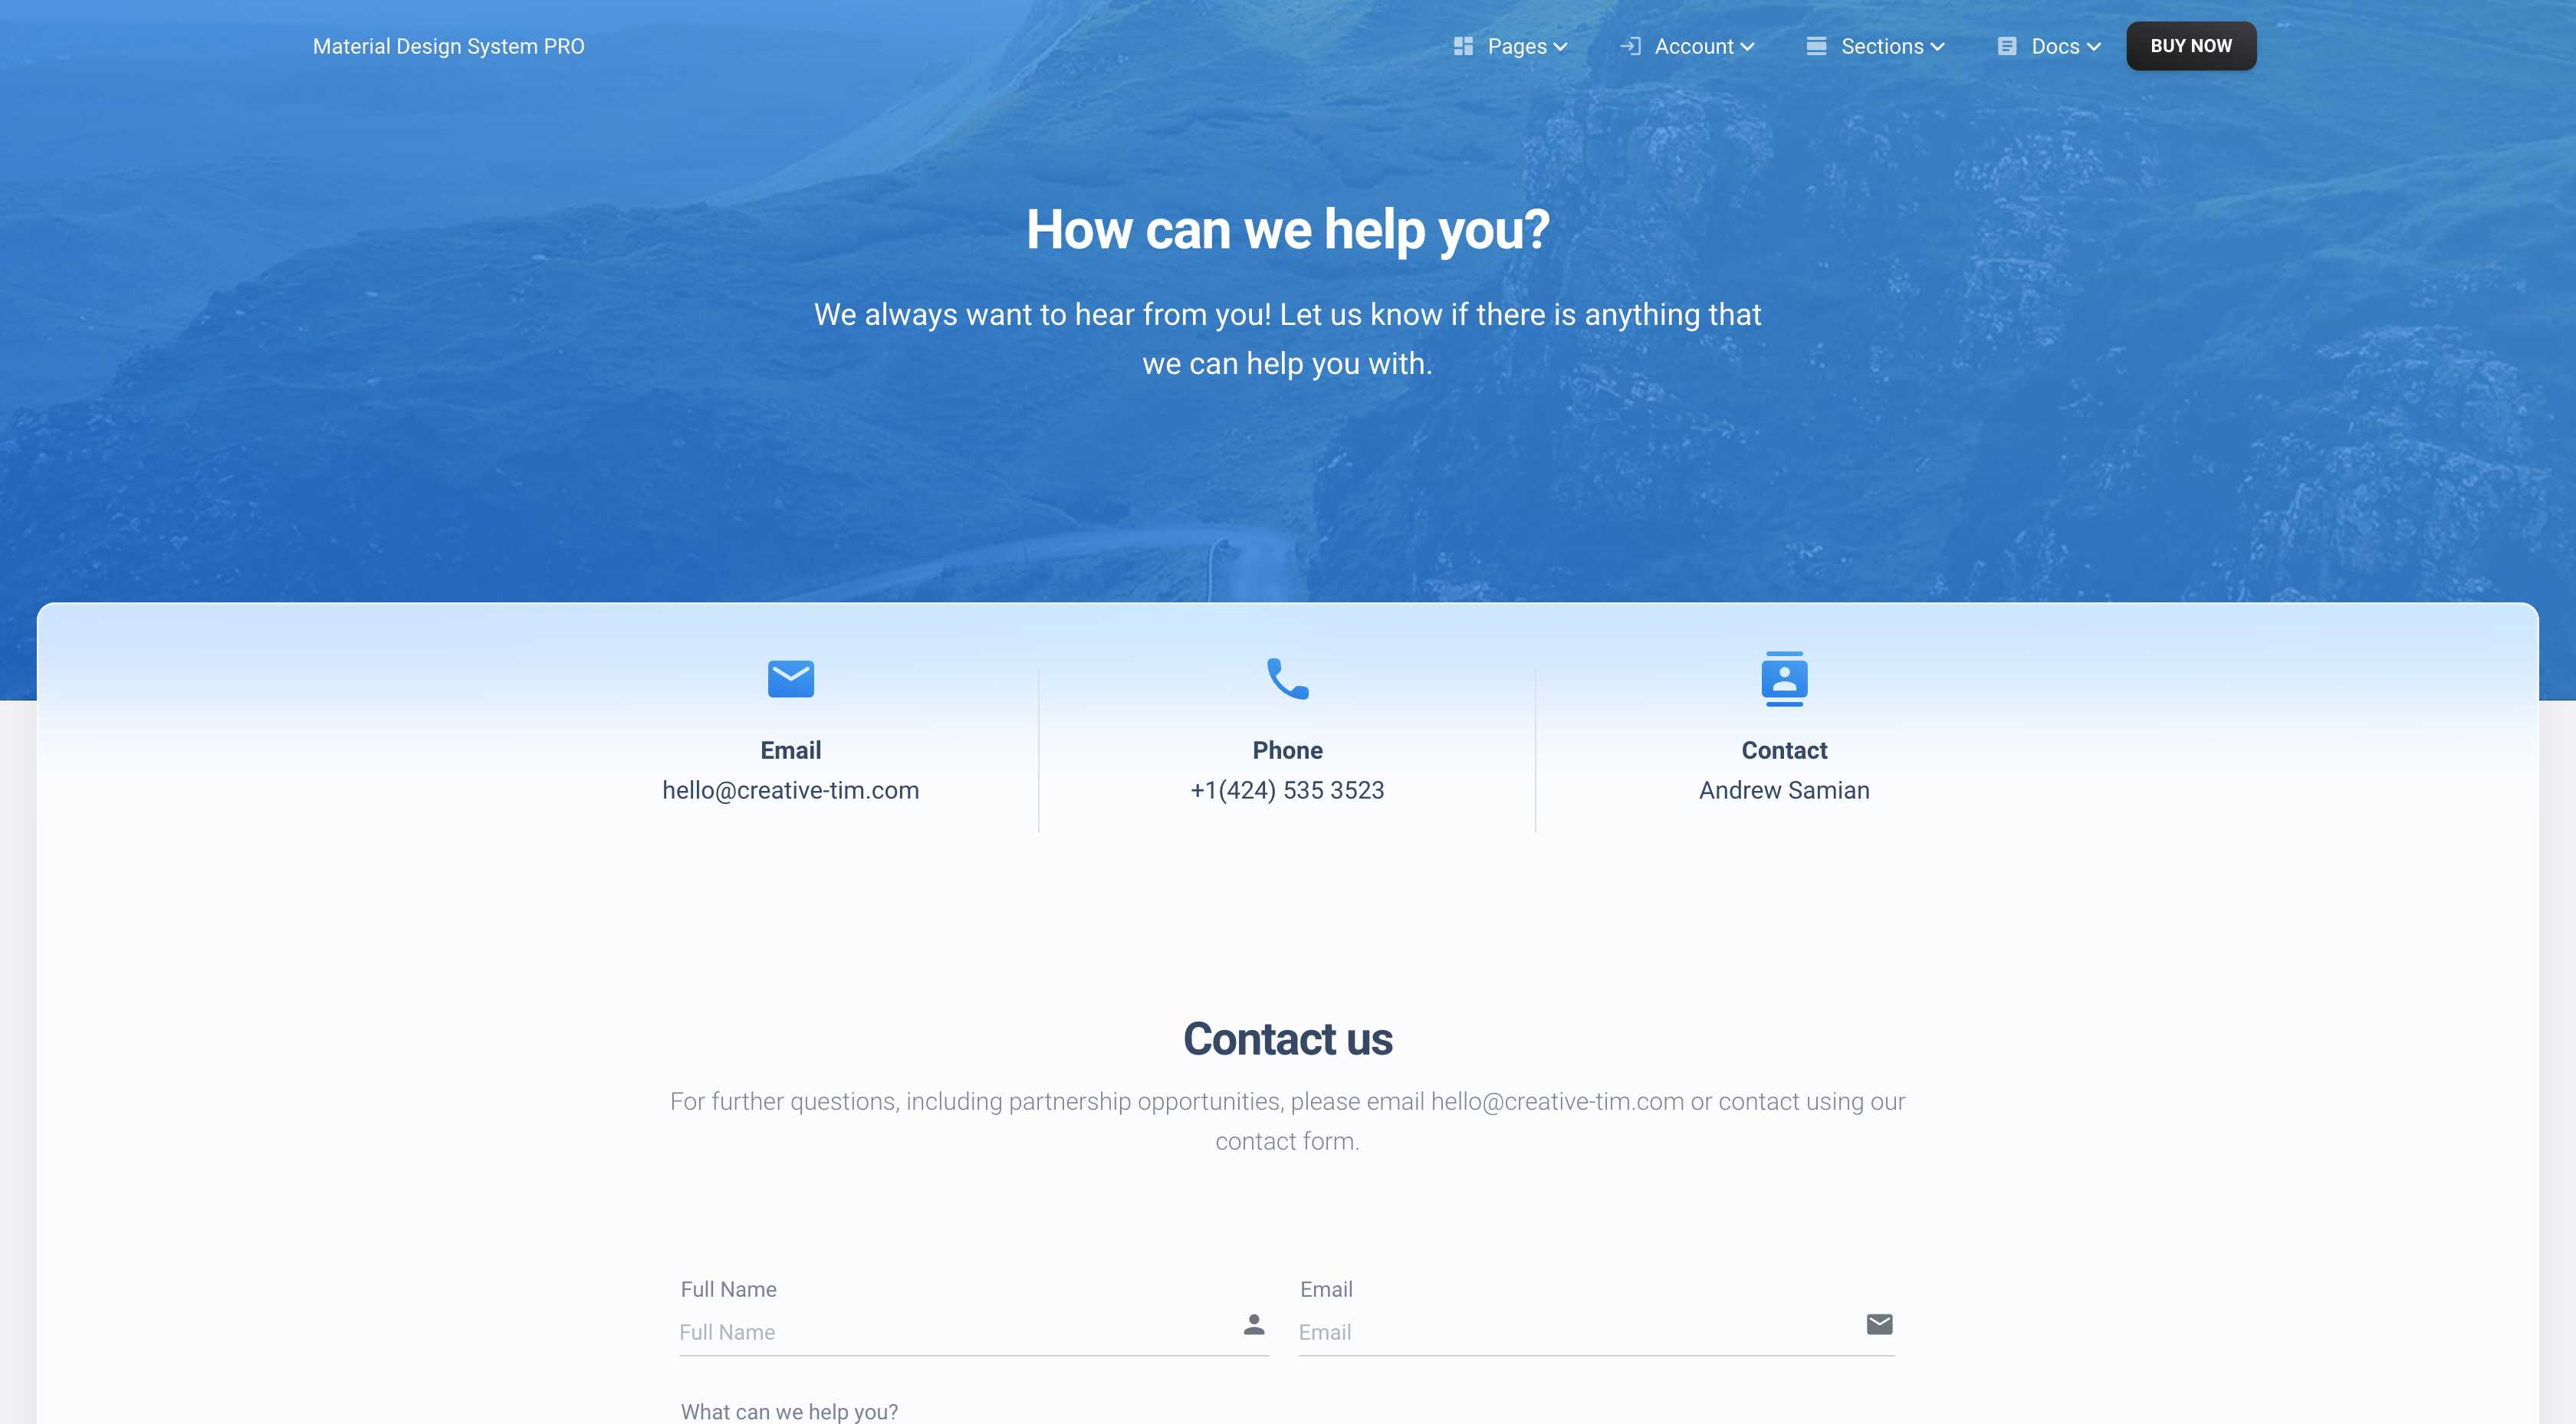 Material Design System PRO
Pages
Account
Sections
Docs
BUY NOW
How can we help you?
We always want to hear from you! Let us know if there is anything that
we can help you with.
Email
hello@creative-tim.com
Phone
+1(424) 535 3523
Contact
Andrew Samian
Contact us
For further questions, including partnership opportunities, please email hello@creative-tim.com or contact using our
contact form.
Full Name
Full Name
Email
Email
What can we help you?